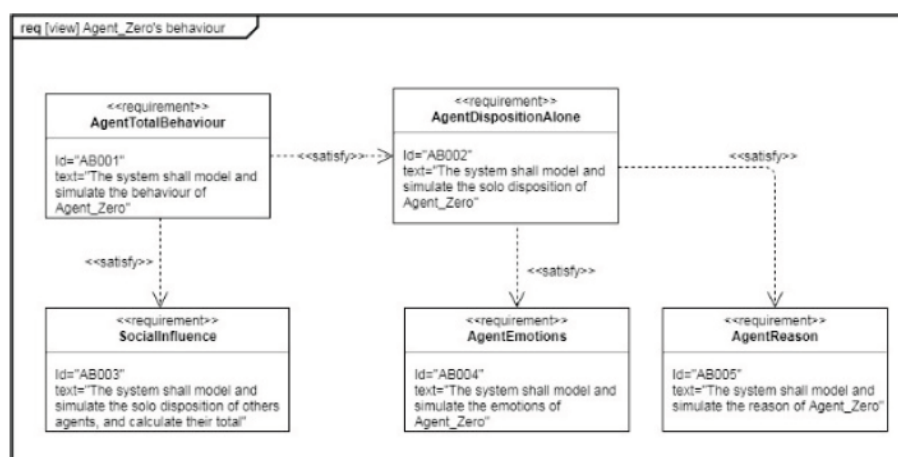 req [view] Agent_Zero's behaviour
<<requirement>>
AgentTotalBehaviour
Id="AB001"
text="The system shall model and
simulate the behaviour of
Agent_Zero"
<<satisfy>>
<<requirement>>
AgentDispositionAlone
Id="AB002"
text="The system shall model and
simulate the solo disposition of
Agent_Zero"
<<satisfy>>
<<satisfy>>
<<satisfy>>
<<requirement>>
SocialInfluence
Id="AB003"
text="The system shall model and
simulate the solo disposition of others
agents, and calculate their total"
<<requirement>>
AgentEmotions
Id="AB004"
text="The system shall model and
simulate the emotions of
Agent_Zero"
<<requirement>>
AgentReason
Id="AB005"
text="The system shall model and
simulate the reason of Agent_Zero"